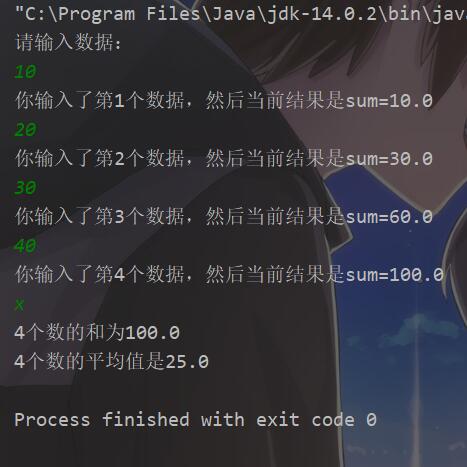 "C:\Program Files\Java\jdk-14.0.2\bin\jav
请输入数据：
10
你输入了第1个数据，然后当前结果是sum=10.0
20
你输入了第2个数据，然后当前结果是sum=30.0
30
你输入了第3个数据，然后当前结果是sum=60.0
40
你输入了第4个数据，然后当前结果是sum=100.0
x
4个数的和为100.0
4个数的平均值是25.0
Process finished with exit code 0